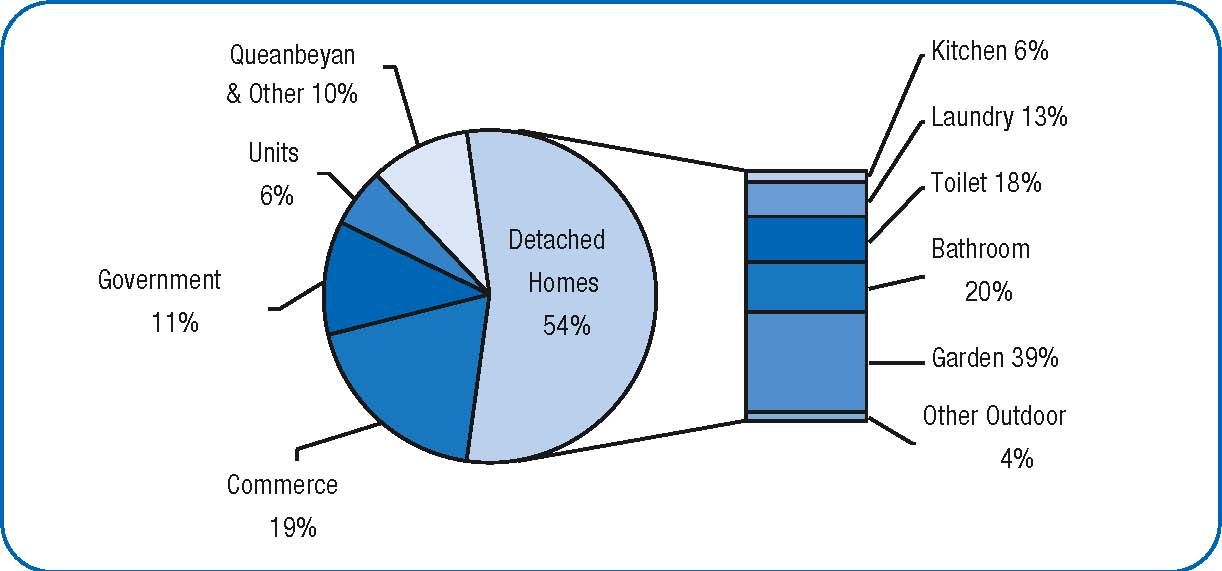 Queanbeyan
& Other 10%
Units
6%
Government
11%
Commerce
19%
Detached
Homes
54%
Kitchen 6%
Laundry 13%
Toilet 18%
Bathroom
20%
Garden 39%
Other Outdoor
4%